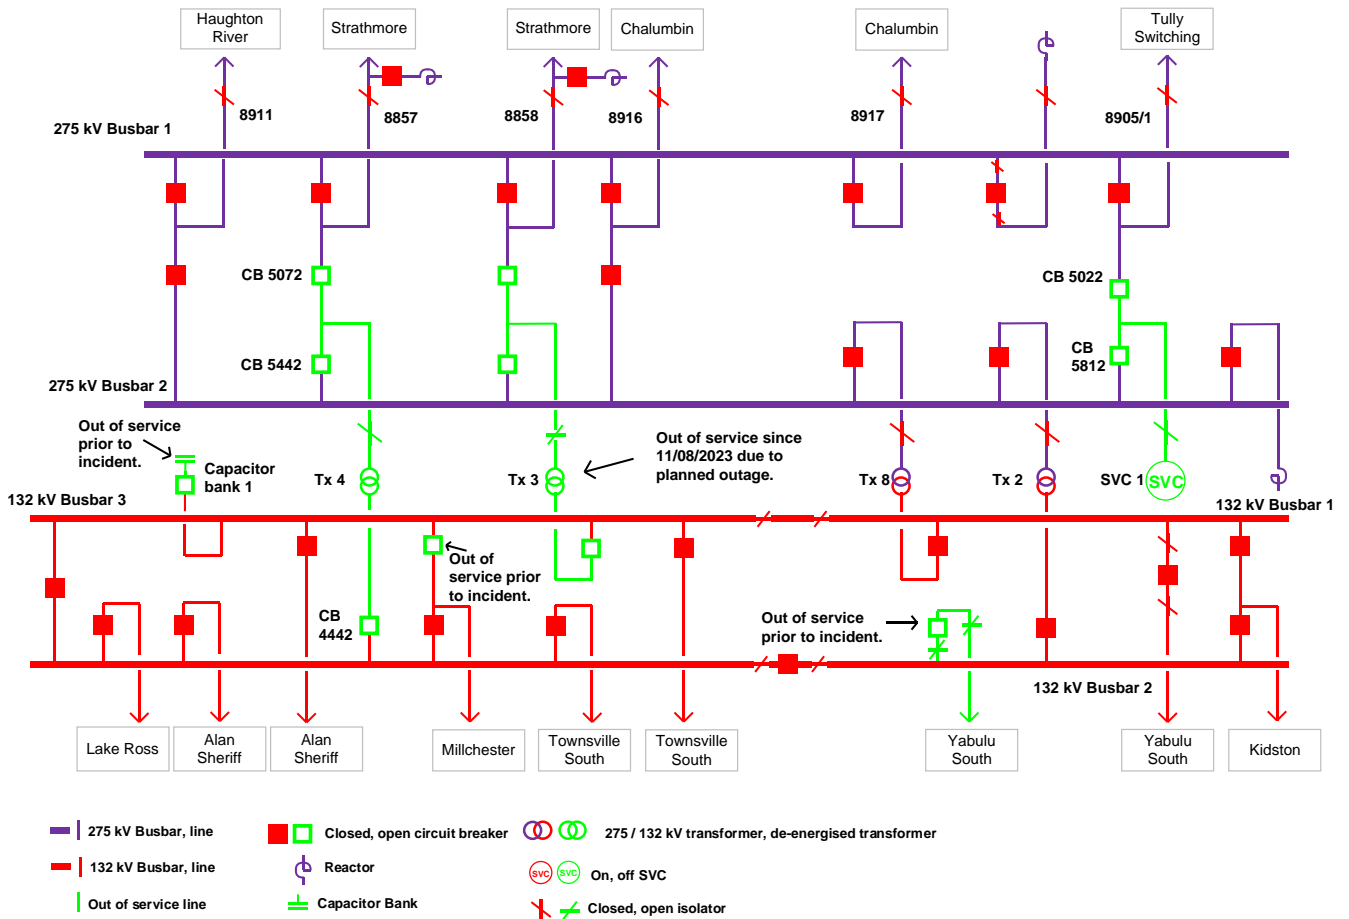 Haughton
River
Strathmore
Strathmore
Chalumbin
Chalumbin
Tully
Switching
8911
8857
8858
8916
8917
8905/1
275 kV Busbar 1
CB 5072
CB 5022
CB 5442
CB
5812
275 kV Busbar 2
Out of service
prior to
incident.
Capacitor
bank 1
Tx 4
Tx 3
Out of service since
11/08/2023 due to
planned outage.
Tx 8
Tx 2
SVC 1
SVC
132 kV Busbar 3
132 kV Busbar 1
Out of
service prior
to incident.
CB
4442
Out of service
prior to incident.
132 kV Busbar 2
Lake Ross
Alan
Sheriff
Alan
Sheriff
Millchester
Townsville
South
Townsville
South
Yabulu
South
Yabulu
South
Kidston
275 kV Busbar, line
Closed, open circuit breaker
275 / 132 kV transformer, de-energised transformer
132 kV Busbar, line
Reactor
SVC
SVC
On, off SVC
Out of service line
Capacitor Bank
Closed, open isolator